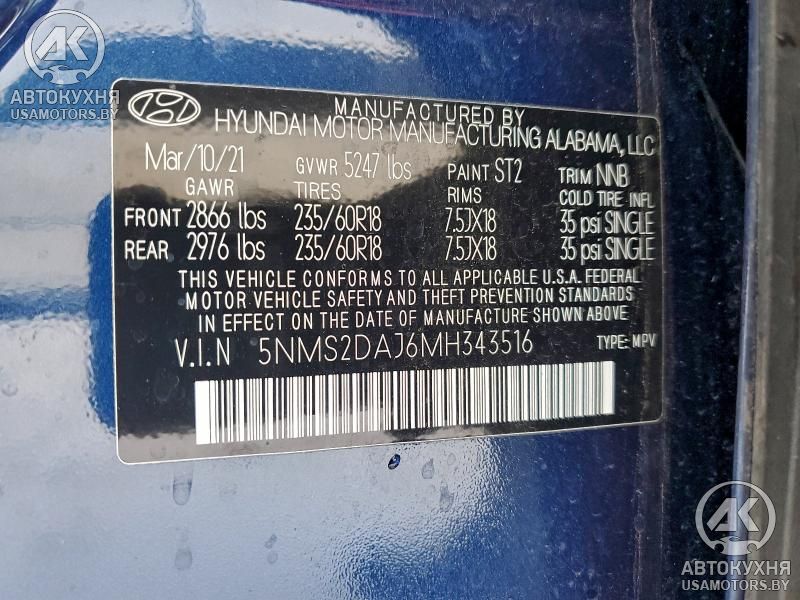 AK
АВТОКУХНЯ
USAMOTORS.BY
MANUFACTURED BY
HYUNDAI MOTOR MANUFACTURING ALABAMA, LLC
Mar/10/21 GVWR 5247 lbs PAINT ST2 TRIM NNB
GAWR TIRES RIMS COLD TIRE INFL
FRONT 2866 lbs 235/60R18 7.5JX18 35 psi SINGLE
REAR 2976 lbs 235/60R18 7.5JX18 35 psi SINGLE
THIS VEHICLE CONFORMS TO ALL APPLICABLE U.S.A. FEDERAL
MOTOR VEHICLE SAFETY AND THEFT PREVENTION STANDARDS
IN EFFECT ON THE DATE OF MANUFACTURE SHOWN ABOVE
V.I.N 5NMS2DAJ6MH343516 TYPE: MPV
AK
АВТОКУХНЯ
USAMOTORS.BY